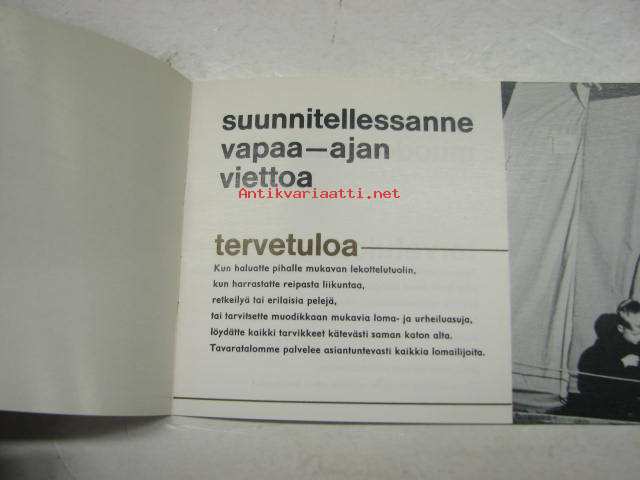 suunnitellessanne
vapaa—ajan
viettoa
Antikvariaatti.net
tervetuloa
Kun haluatte pihalle mukavan lekottelutuolin,
kun harrastatte reipasta liikuntaa,
retkeilyä tai erilaisia pelejä,
tai tarvitsette muodikkaan mukavia loma- ja urheiluasuja,
löydätte kaikki tarvikkeet kätevästi saman katon alta.
Tavaratalomme palvelee asiantuntevasti kaikkia lomailijoita.